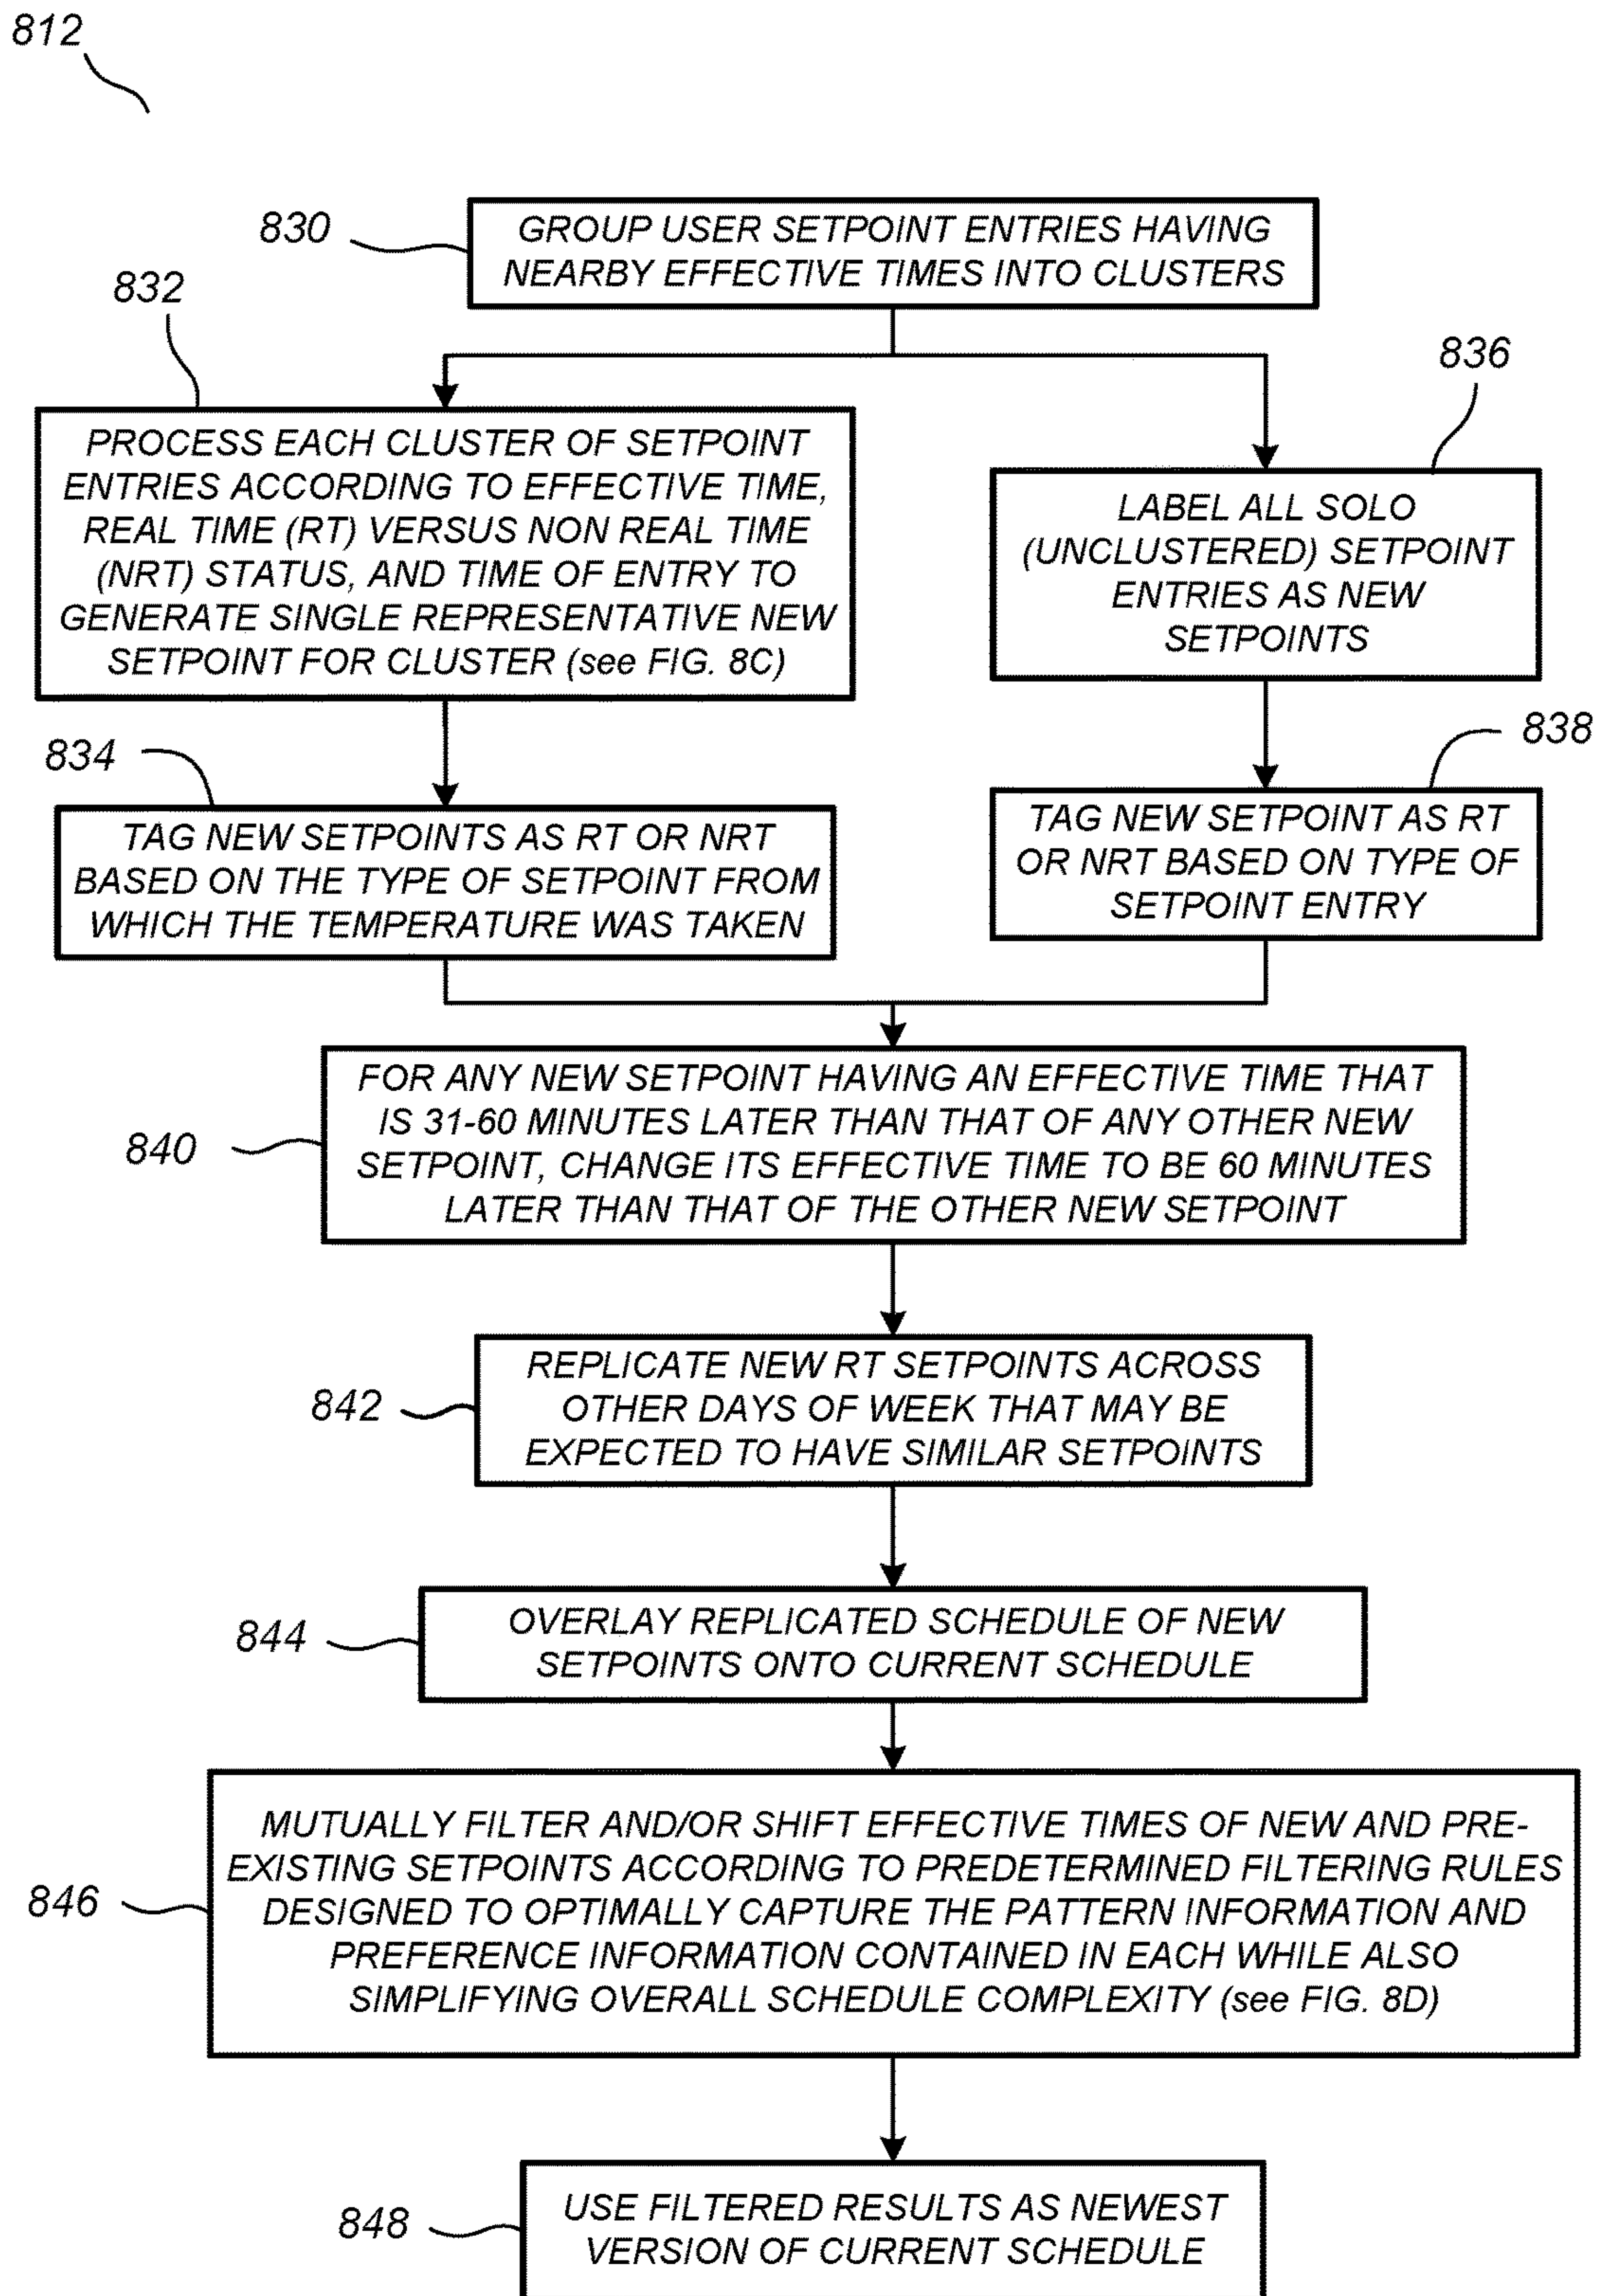 812
830
GROUP USER SETPOINT ENTRIES HAVING
NEARBY EFFECTIVE TIMES INTO CLUSTERS
832
PROCESS EACH CLUSTER OF SETPOINT
ENTRIES ACCORDING TO EFFECTIVE TIME,
REAL TIME (RT) VERSUS NON REAL TIME
(NRT) STATUS, AND TIME OF ENTRY TO
GENERATE SINGLE REPRESENTATIVE NEW
SETPOINT FOR CLUSTER (see FIG. 8C)
836
LABEL ALL SOLO
(UNCLUSTERED) SETPOINT
ENTRIES AS NEW
SETPOINTS
834
TAG NEW SETPOINTS AS RT OR NRT
BASED ON THE TYPE OF SETPOINT FROM
WHICH THE TEMPERATURE WAS TAKEN
838
TAG NEW SETPOINT AS RT
OR NRT BASED ON TYPE OF
SETPOINT ENTRY
840
FOR ANY NEW SETPOINT HAVING AN EFFECTIVE TIME THAT
IS 31-60 MINUTES LATER THAN THAT OF ANY OTHER NEW
SETPOINT, CHANGE ITS EFFECTIVE TIME TO BE 60 MINUTES
LATER THAN THAT OF THE OTHER NEW SETPOINT
842
REPLICATE NEW RT SETPOINTS ACROSS
OTHER DAYS OF WEEK THAT MAY BE
EXPECTED TO HAVE SIMILAR SETPOINTS
844
OVERLAY REPLICATED SCHEDULE OF NEW
SETPOINTS ONTO CURRENT SCHEDULE
846
MUTUALLY FILTER AND/OR SHIFT EFFECTIVE TIMES OF NEW AND PRE-
EXISTING SETPOINTS ACCORDING TO PREDETERMINED FILTERING RULES
DESIGNED TO OPTIMALLY CAPTURE THE PATTERN INFORMATION AND
PREFERENCE INFORMATION CONTAINED IN EACH WHILE ALSO
SIMPLIFYING OVERALL SCHEDULE COMPLEXITY (see FIG. 8D)
848
USE FILTERED RESULTS AS NEWEST
VERSION OF CURRENT SCHEDULE